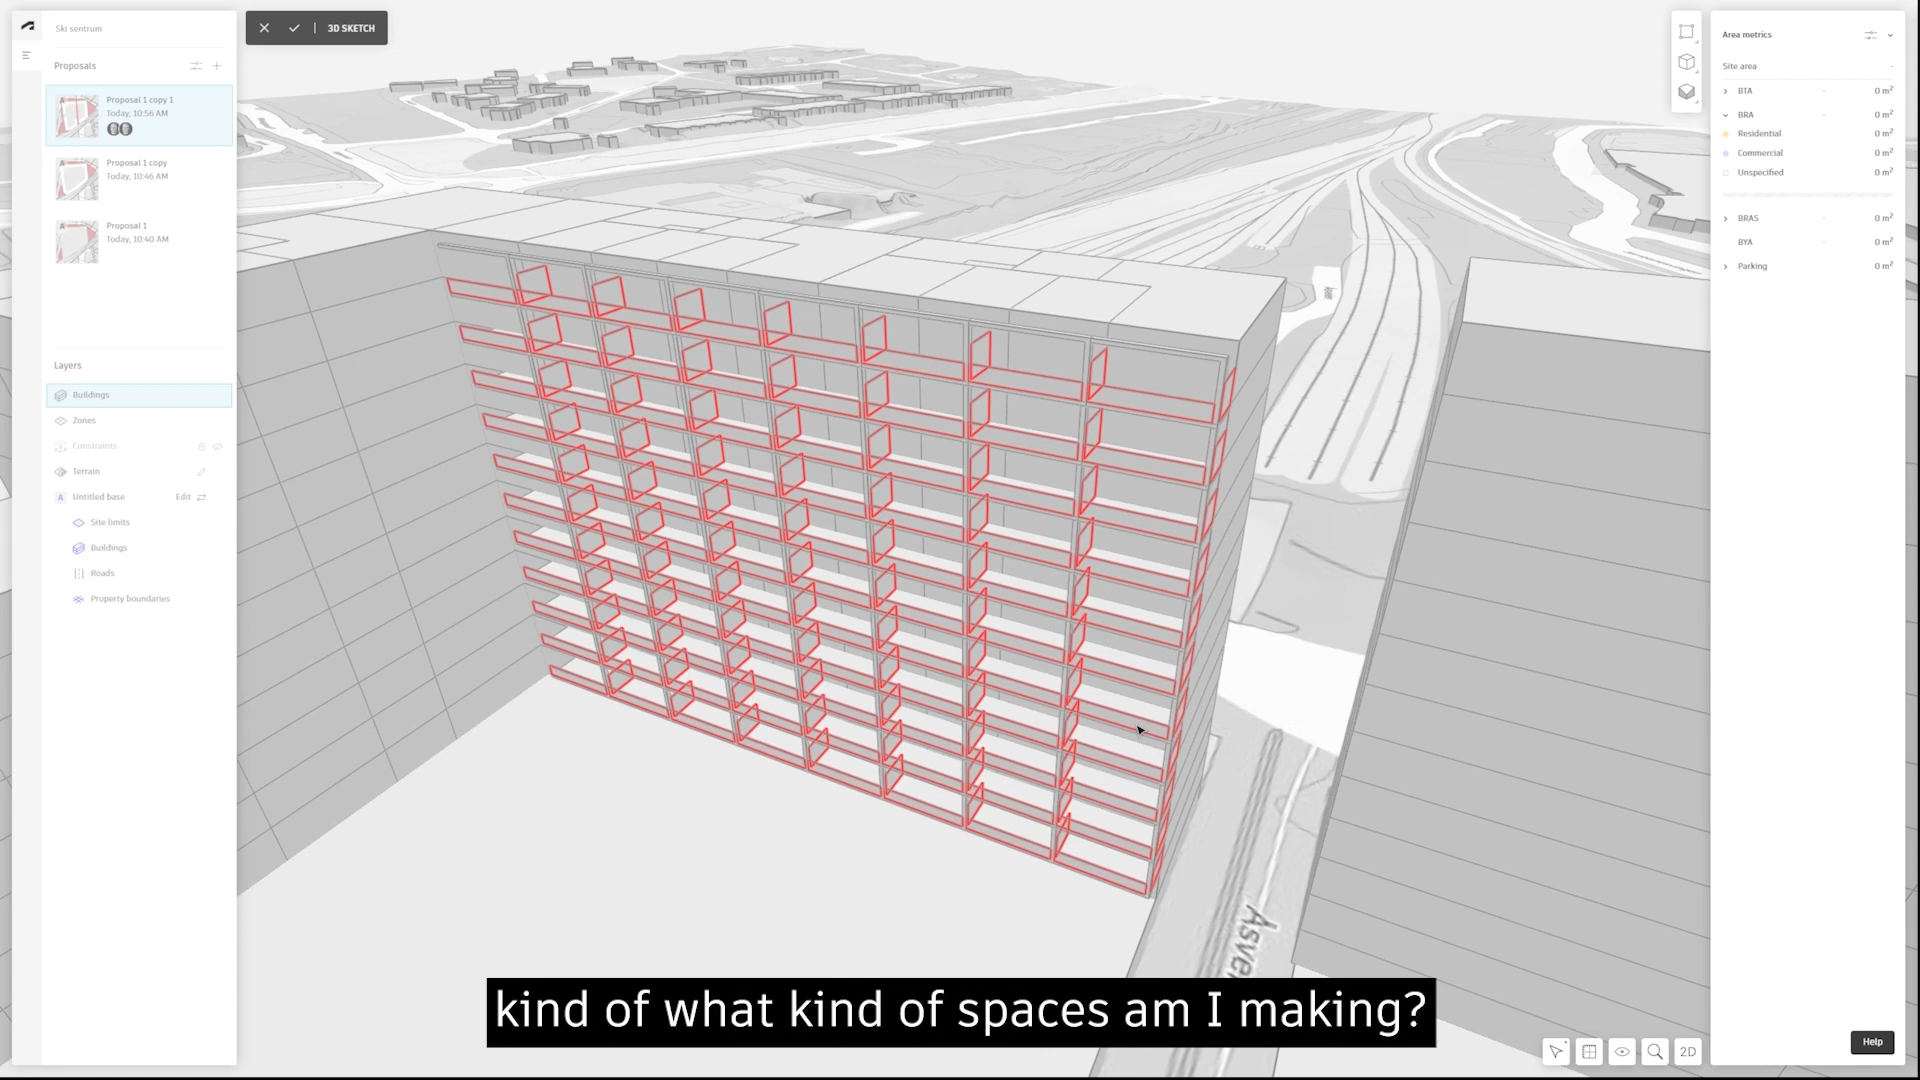 Ski sentrum
Proposals
Proposal 1 copy 1
Today, 10:56 AM
Proposal 1 copy
Today, 10:46 AM
Proposal 1
Today, 10:40 AM
Layers
Buildings
Zones
Constraints
Terrain
A Untitled base Edit
Site limits
Buildings
Roads
Property boundaries
3D SKETCH
Area metrics
Site area -
BTA - 0 m²
BRA - 0 m²
Residential 0 m²
Commercial 0 m²
Unspecified 0 m²
BRAS - 0 m²
BYA - 0 m²
Parking 0 m²
Asve
kind of what kind of spaces am I making?
2D
Help